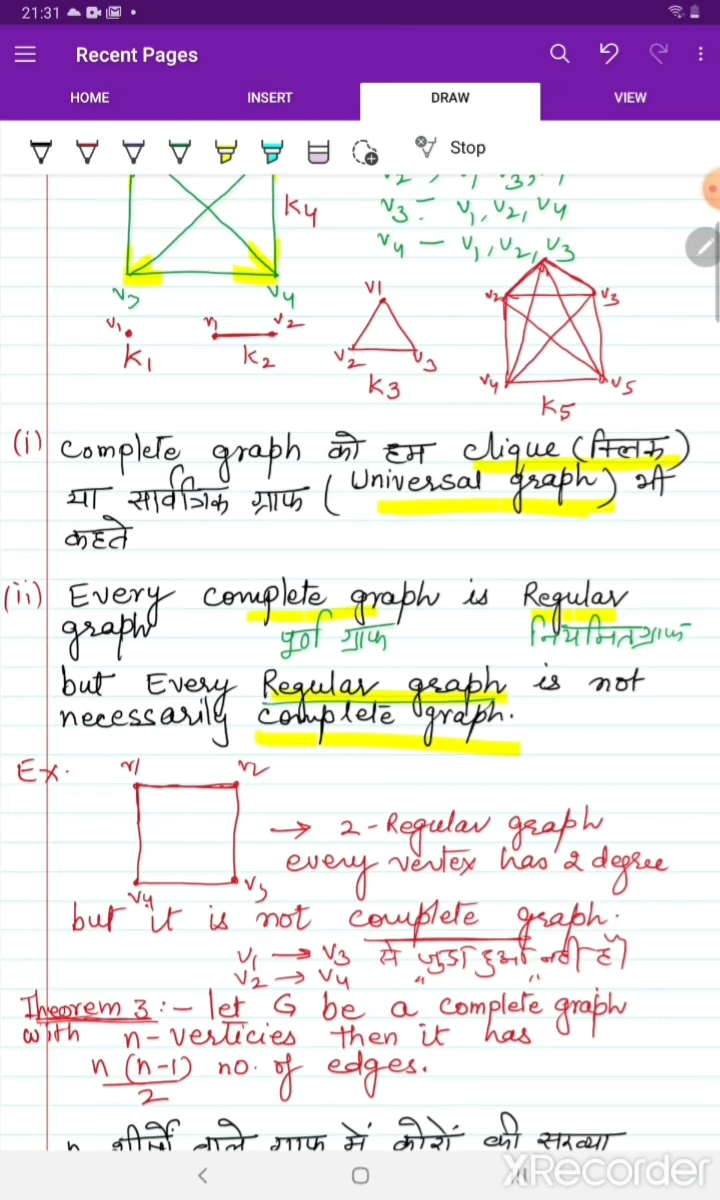 21:31
Recent Pages
HOME INSERT DRAW VIEW
Stop
K4
v3 - v1, v2, v4
v4 - v1, v2, v3
v3 v4
v1 v2
K1 K2
v1
v2 v3
K3
v2 v3
v4 v5
K5
(i) Complete graph को हम clique (क्लिक)
या सार्वत्रिक ग्राफ (Universal graph) भी
कहते
(ii) Every complete graph is Regular
graph पूर्ण ग्राफ नियमित ग्राफ
but Every Regular graph is not
necessarily complete graph.
Ex. v1 v2
→ 2-Regular graph
every vertex has 2 degree
v4 v3
but it is not complete graph.
v1 → v3 से जुड़ा हुआ नहीं है
v2 → v4 " "
Theorem 3 :- let G be a complete graph
with n-verticies then it has
n(n-1)/2 no. of edges.
n शीर्षों वाले ग्राफ में कोरों की संख्या
XRecorder